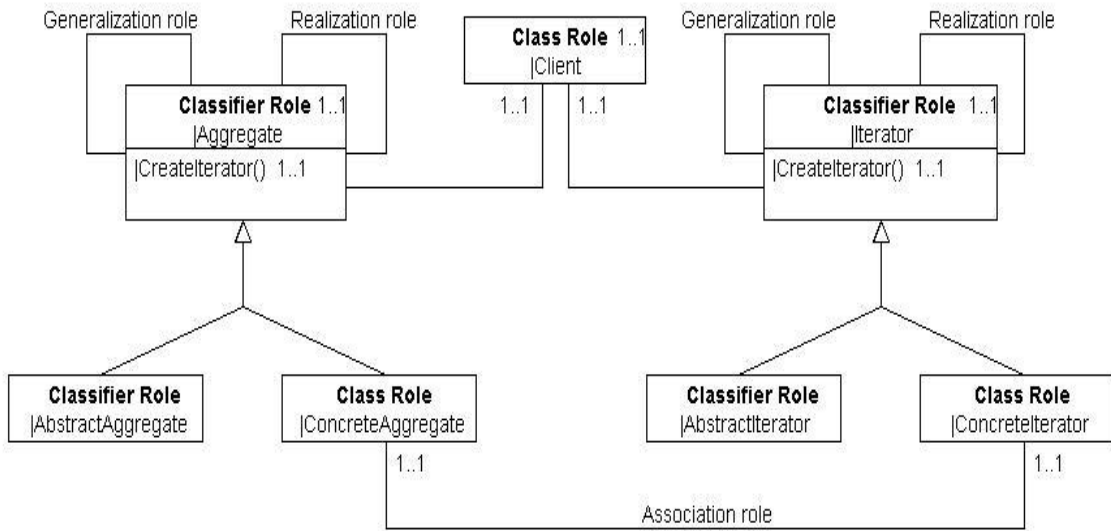 Generalization role
Realization role
Class Role 1..1
|Client
Generalization role
Realization role
1..1
1..1
Classifier Role 1..1
|Aggregate
|CreateIterator() 1..1
Classifier Role 1..1
|Iterator
|CreateIterator() 1..1
Classifier Role
|AbstractAggregate
Class Role
|ConcreteAggregate
Classifier Role
|AbstractIterator
Class Role
|ConcreteIterator
1..1
1..1
Association role